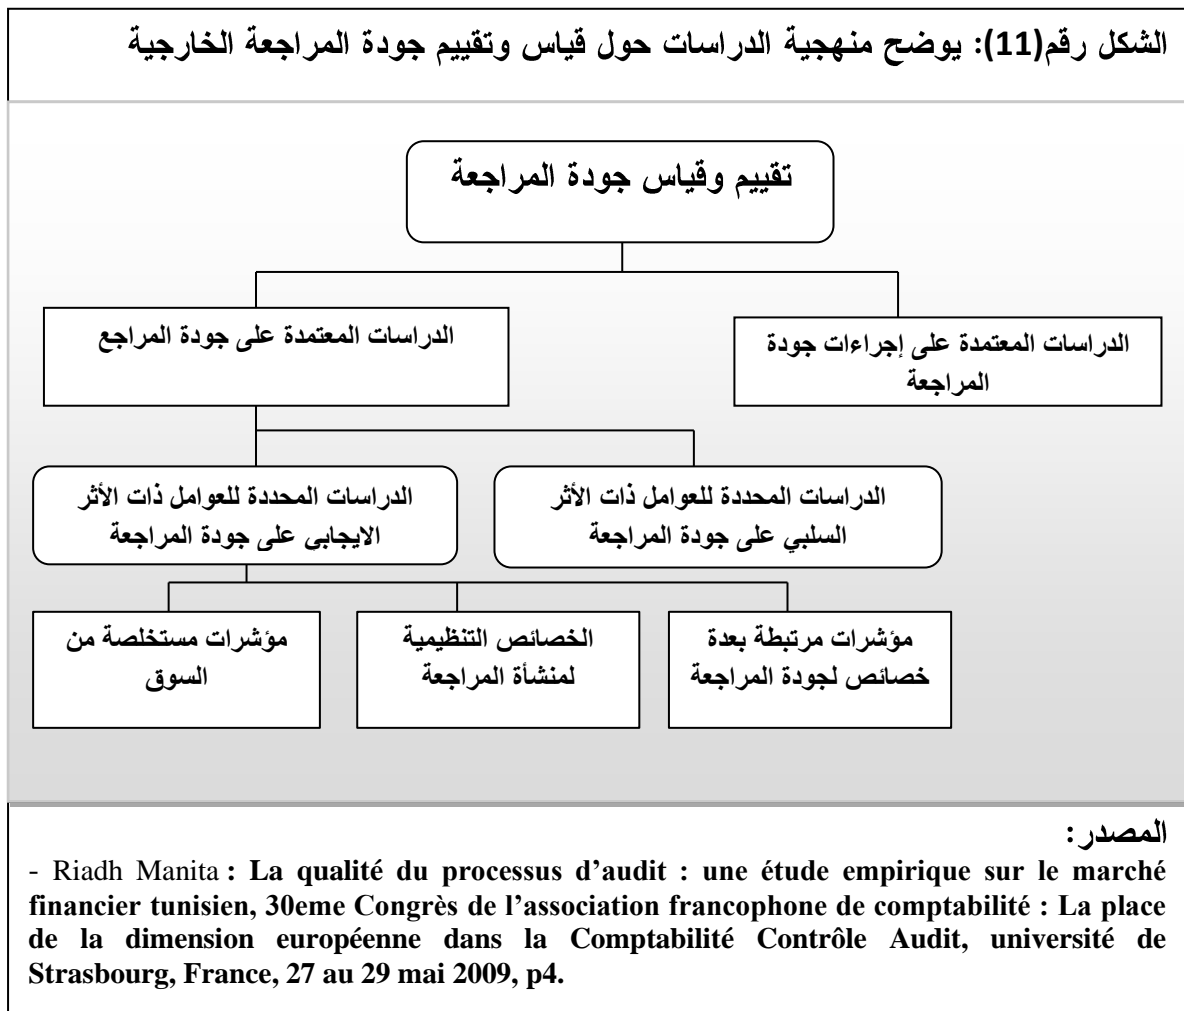 الشكل رقم(11): يوضح منهجية الدراسات حول قياس وتقييم جودة المراجعة الخارجية
تقييم وقياس جودة المراجعة
الدراسات المعتمدة على إجراءات جودة
المراجعة
الدراسات المعتمدة على جودة المراجع
الدراسات المحددة للعوامل ذات الأثر
السلبي على جودة المراجعة
الدراسات المحددة للعوامل ذات الأثر
الايجابي على جودة المراجعة
مؤشرات مرتبطة بعدة
خصائص لجودة المراجعة
الخصائص التنظيمية
لمنشأة المراجعة
مؤشرات مستخلصة من
السوق
المصدر:
- Riadh Manita : La qualité du processus d’audit : une étude empirique sur le marché
financier tunisien, 30eme Congrès de l’association francophone de comptabilité : La place
de la dimension européenne dans la Comptabilité Contrôle Audit, université de
Strasbourg, France, 27 au 29 mai 2009, p4.